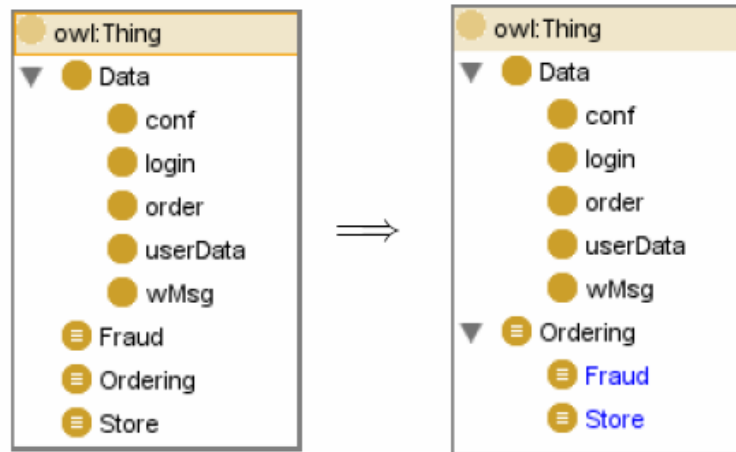 owl:Thing
Data
conf
login
order
userData
wMsg
Fraud
Ordering
Store
⟹
owl:Thing
Data
conf
login
order
userData
wMsg
Ordering
Fraud
Store